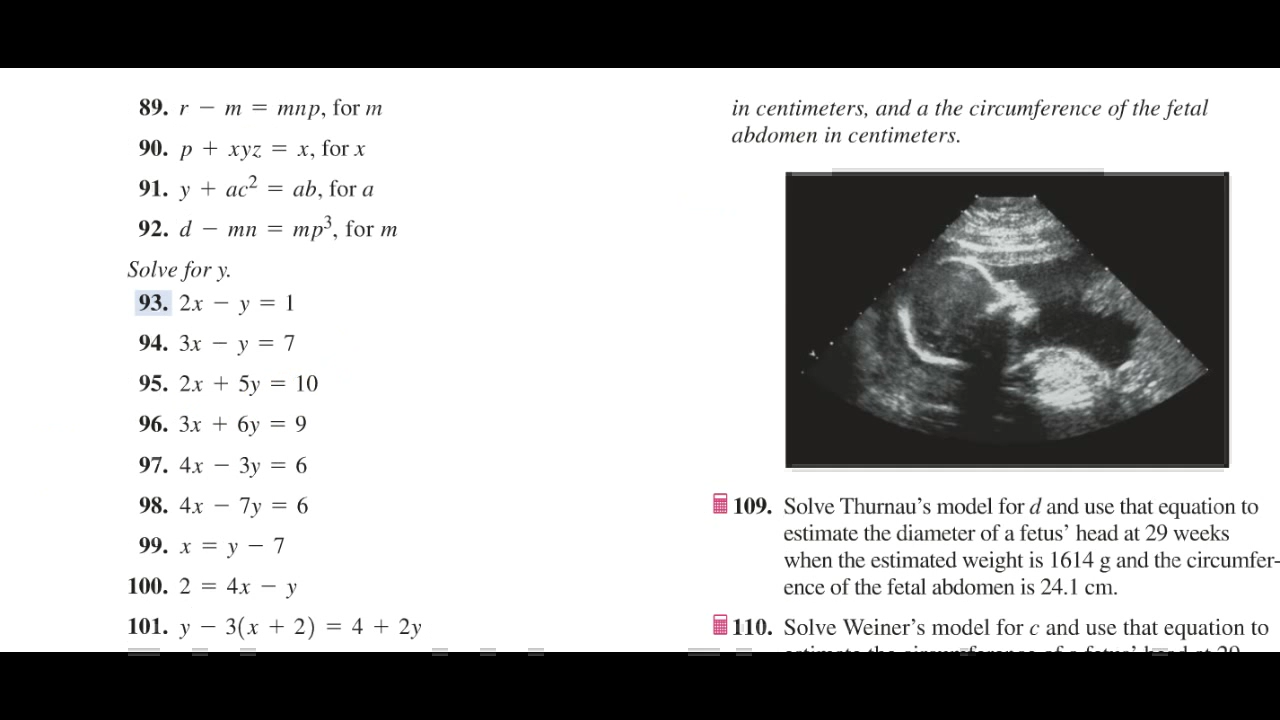 89. r − m = mnp, for m
90. p + xyz = x, for x
91. y + ac² = ab, for a
92. d − mn = mp³, for m
Solve for y.
93. 2x − y = 1
94. 3x − y = 7
95. 2x + 5y = 10
96. 3x + 6y = 9
97. 4x − 3y = 6
98. 4x − 7y = 6
99. x = y − 7
100. 2 = 4x − y
101. y − 3(x + 2) = 4 + 2y
in centimeters, and a the circumference of the fetal
abdomen in centimeters.
109. Solve Thurnau’s model for d and use that equation to
estimate the diameter of a fetus’ head at 29 weeks
when the estimated weight is 1614 g and the circumfer-
ence of the fetal abdomen is 24.1 cm.
110. Solve Weiner’s model for c and use that equation to